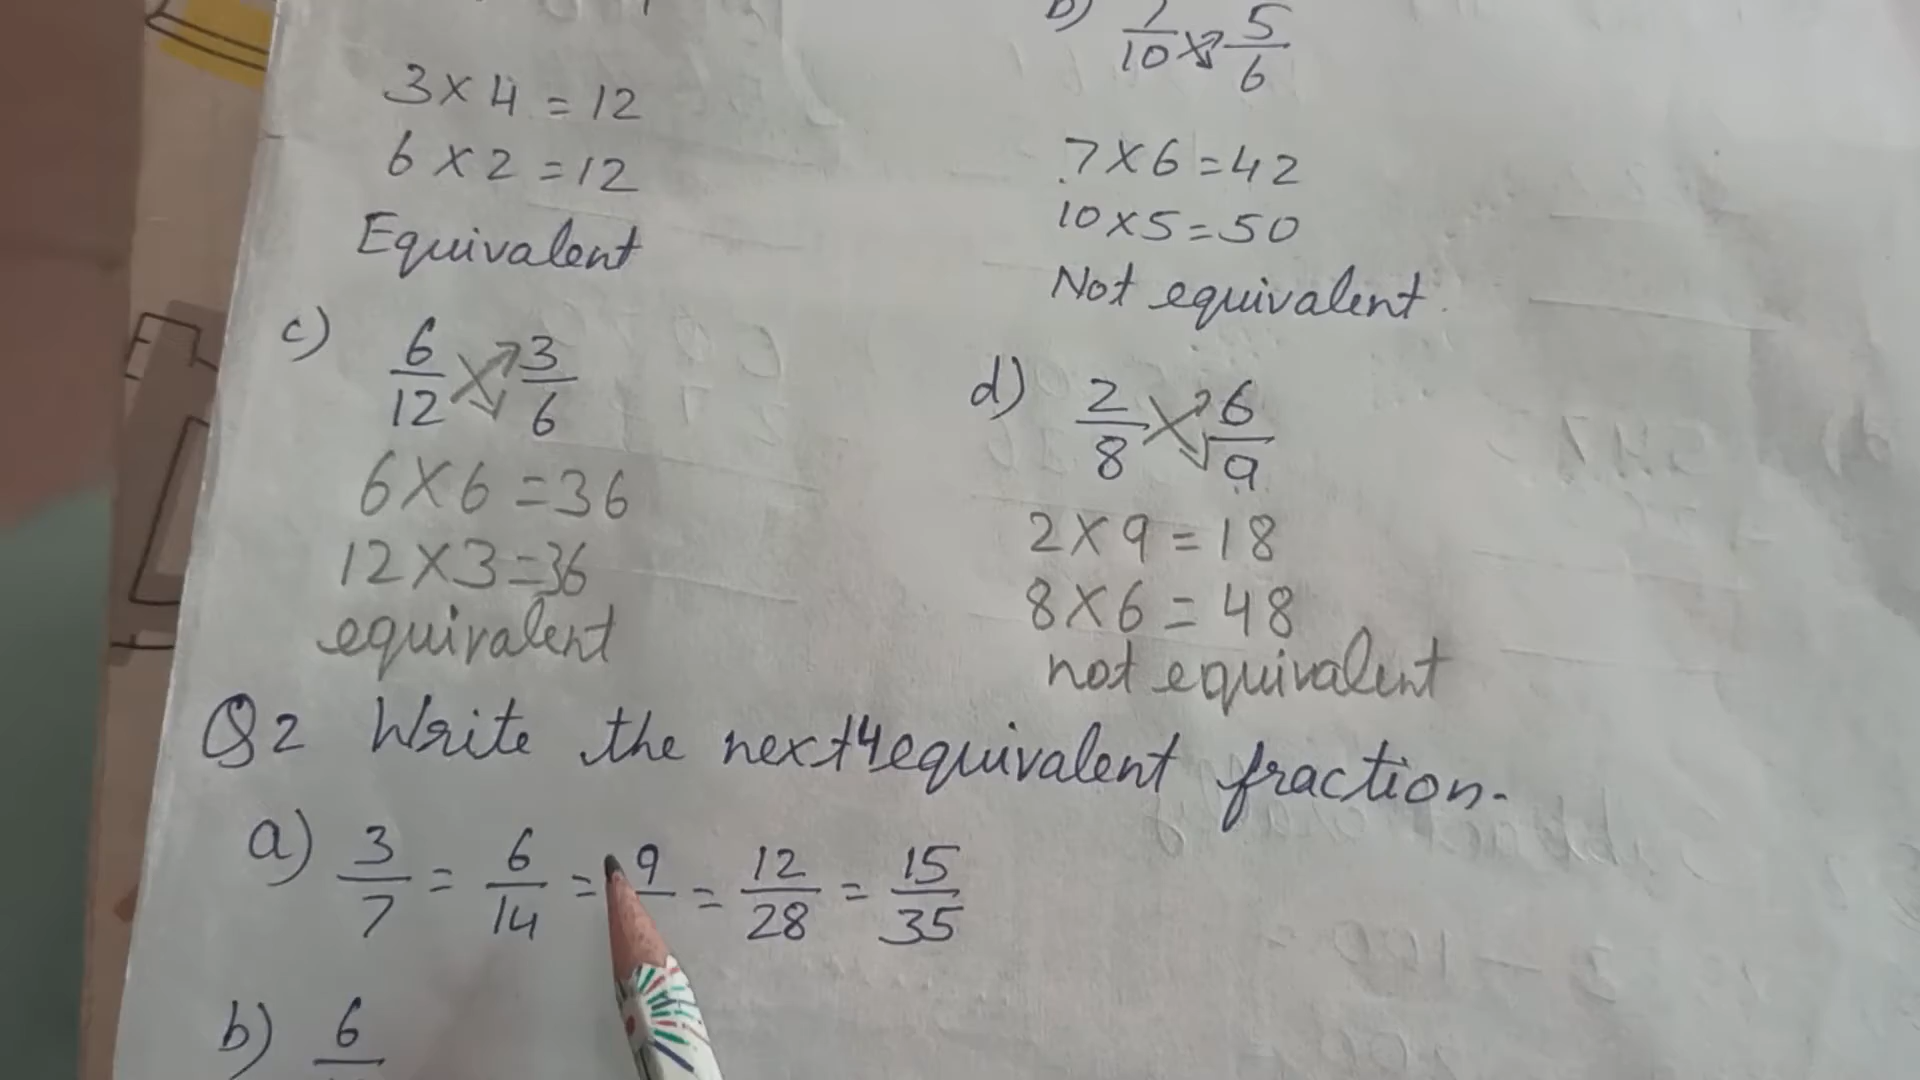 3 × 4 = 12
6 × 2 = 12
Equivalent
b) 7/10 × 5/6
7 × 6 = 42
10 × 5 = 50
Not equivalent
c) 6/12 × 3/6
6 × 6 = 36
12 × 3 = 36
equivalent
d) 2/8 × 6/9
2 × 9 = 18
8 × 6 = 48
not equivalent
Q2 Write the next 4 equivalent fraction.
a) 3/7 = 6/14 = 9/ = 12/28 = 15/35
b) 6/